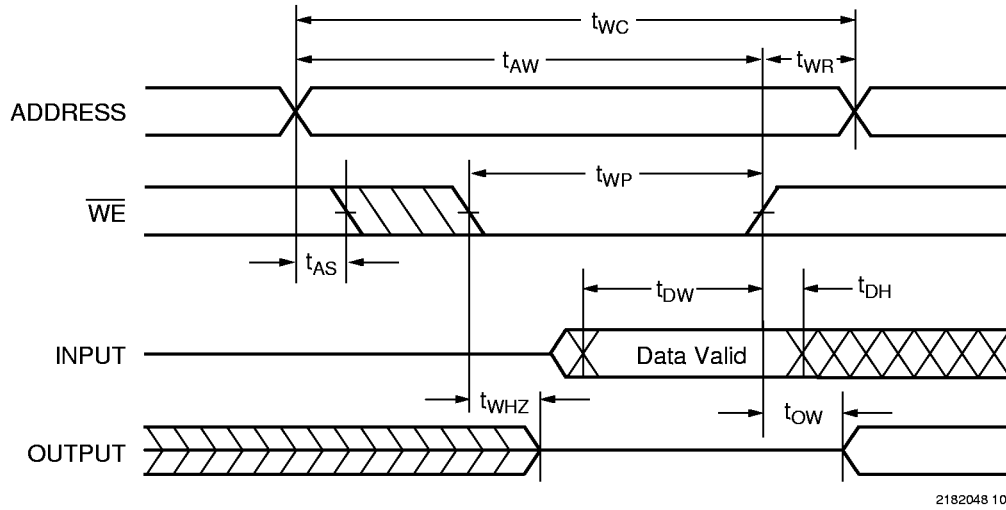 tWC
tAW
tWR
ADDRESS
tWP
WE
tAS
tDW
tDH
INPUT
Data Valid
tWHZ
tOW
OUTPUT
2182048 10